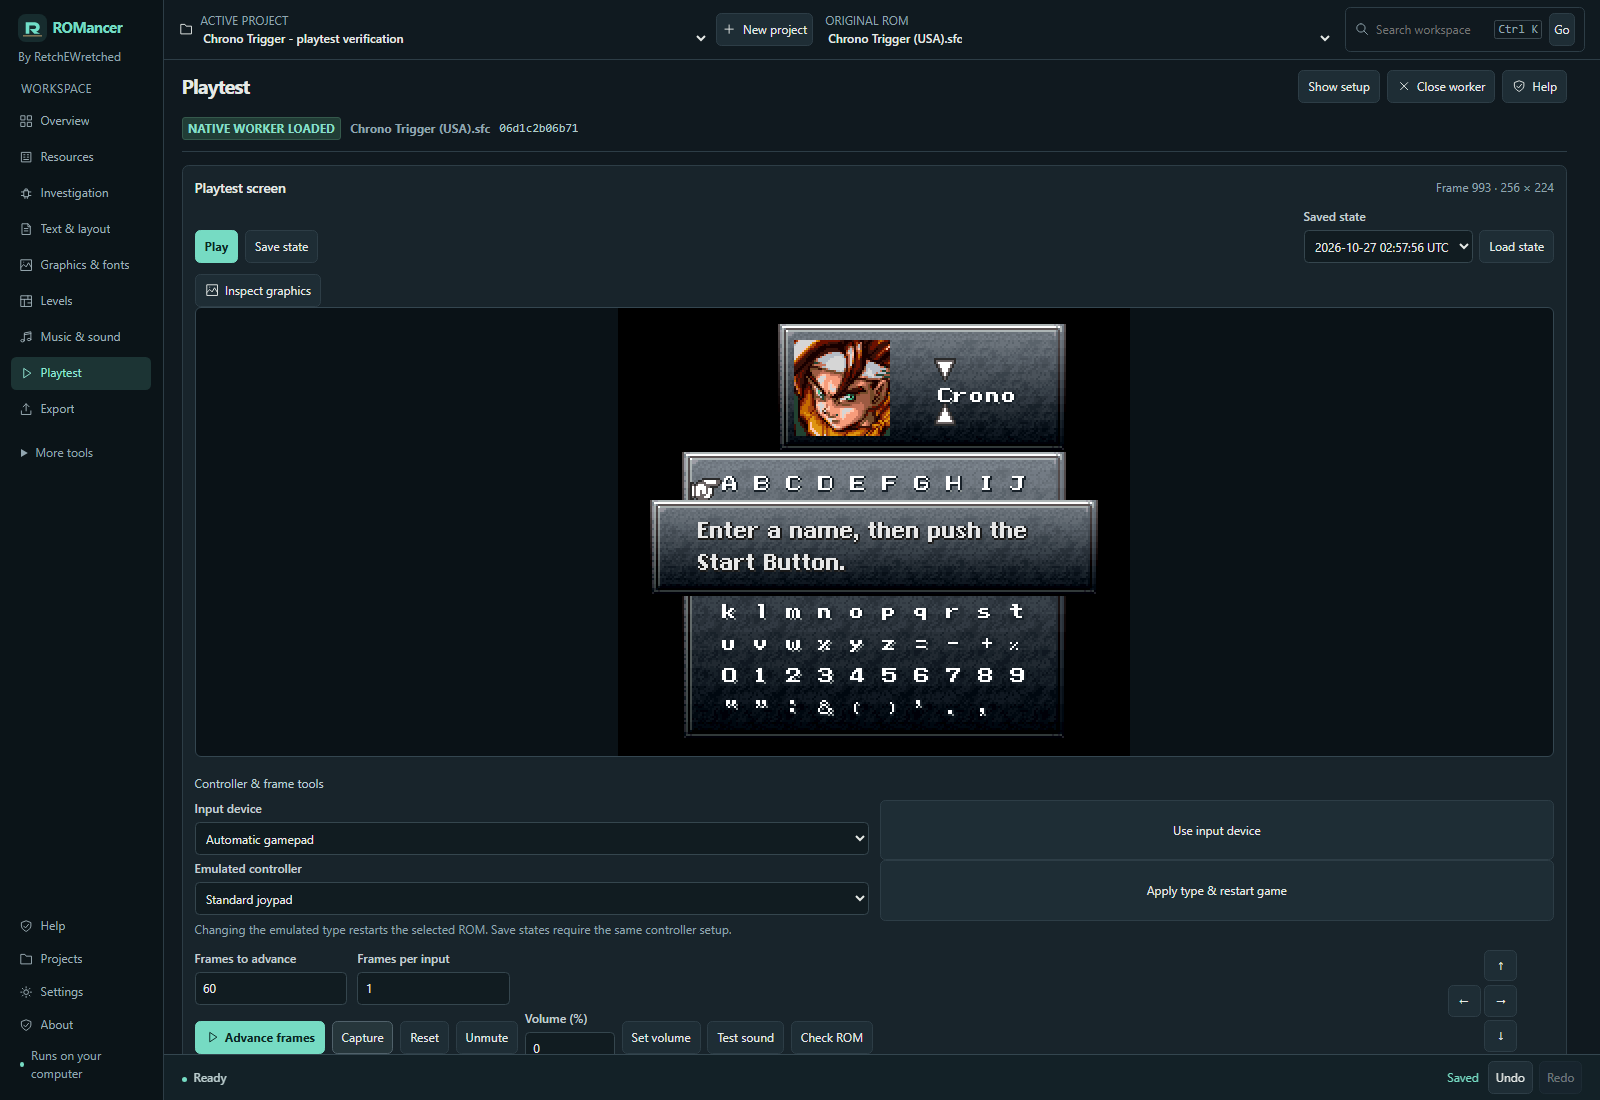 ROMancer
By RetchEWretched
WORKSPACE
Overview
Resources
Investigation
Text & layout
Graphics & fonts
Levels
Music & sound
Playtest
Export
More tools
Help
Projects
Settings
About
Runs on your
computer
ACTIVE PROJECT
Chrono Trigger - playtest verification
New project
ORIGINAL ROM
Chrono Trigger (USA).sfc
Search workspace
Ctrl K
Go
Playtest
Show setup
Close worker
Help
NATIVE WORKER LOADED
Chrono Trigger (USA).sfc 06d1c2b06b71
Playtest screen
Frame 993 · 256 × 224
Saved state
Play
Save state
2026-10-27 02:57:56 UTC
Load state
Inspect graphics
Crono
A B C D E F G H I J
Enter a name, then push the
Start Button.
k l m n o p q r s t
u v w x y z = - + %
0 1 2 3 4 5 6 7 8 9
“ ” : & ( ) ' . ,
Controller & frame tools
Input device
Automatic gamepad
Use input device
Emulated controller
Standard joypad
Apply type & restart game
Changing the emulated type restarts the selected ROM. Save states require the same controller setup.
Frames to advance
Frames per input
60
1
↑
← →
↓
Advance frames
Capture
Reset
Unmute
Volume (%)
0
Set volume
Test sound
Check ROM
Ready
Saved
Undo
Redo